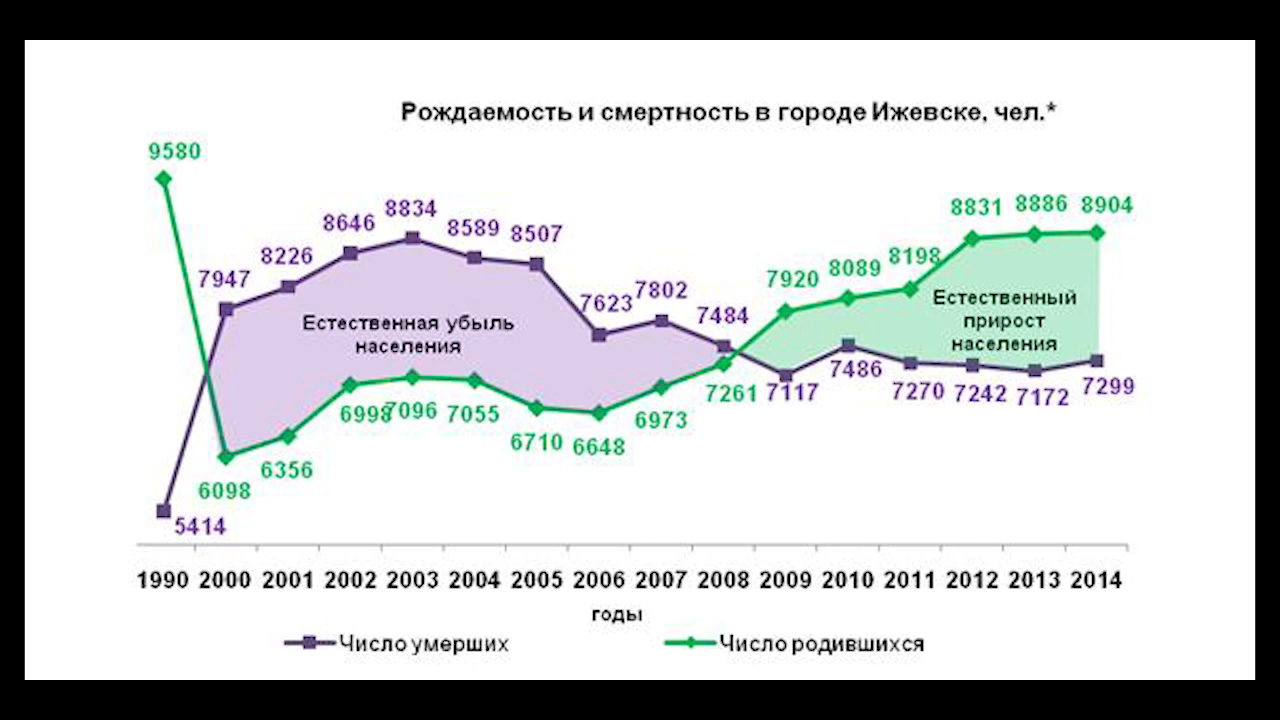 Рождаемость и смертность в городе Ижевске, чел.*
9580
8831 8886 8904
8646 8834 8589 8507
7947 8226
7623 7802 7484
7920 8089 8198
Естественная убыль
населения
Естественный
прирост
населения
6998 7096 7055
6710 6648
6973
7261 7117
7486
7270 7242 7172 7299
6098 6356
5414
1990 2000 2001 2002 2003 2004 2005 2006 2007 2008 2009 2010 2011 2012 2013 2014
годы
Число умерших Число родившихся